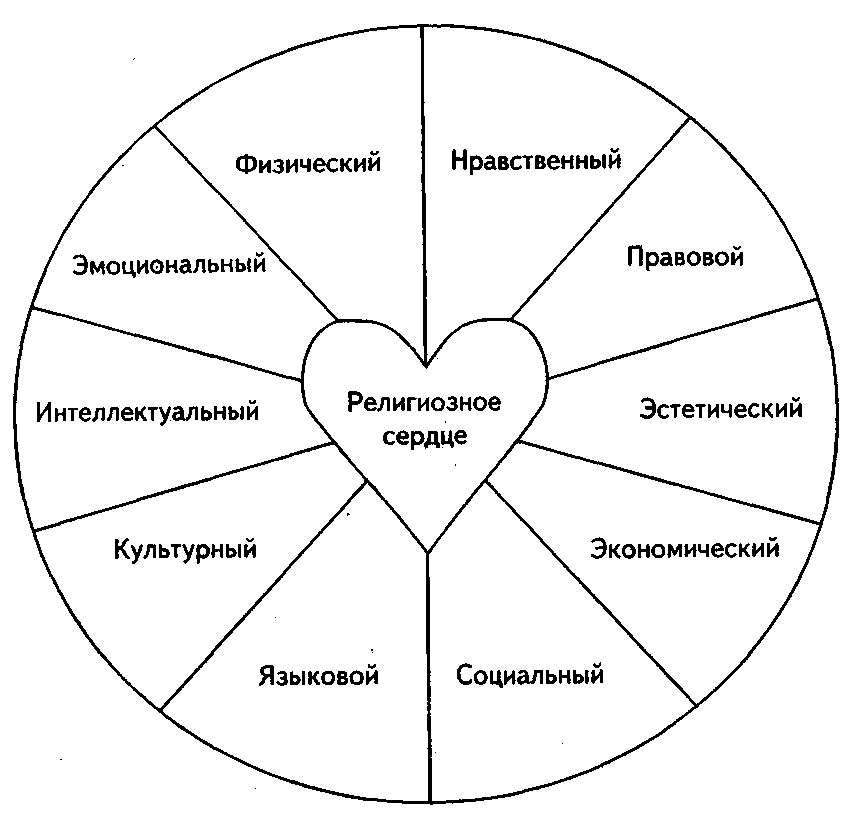 Физический
Нравственный
Эмоциональный
Правовой
Интеллектуальный
Религиозное
сердце
Эстетический
Культурный
Экономический
Языковой
Социальный